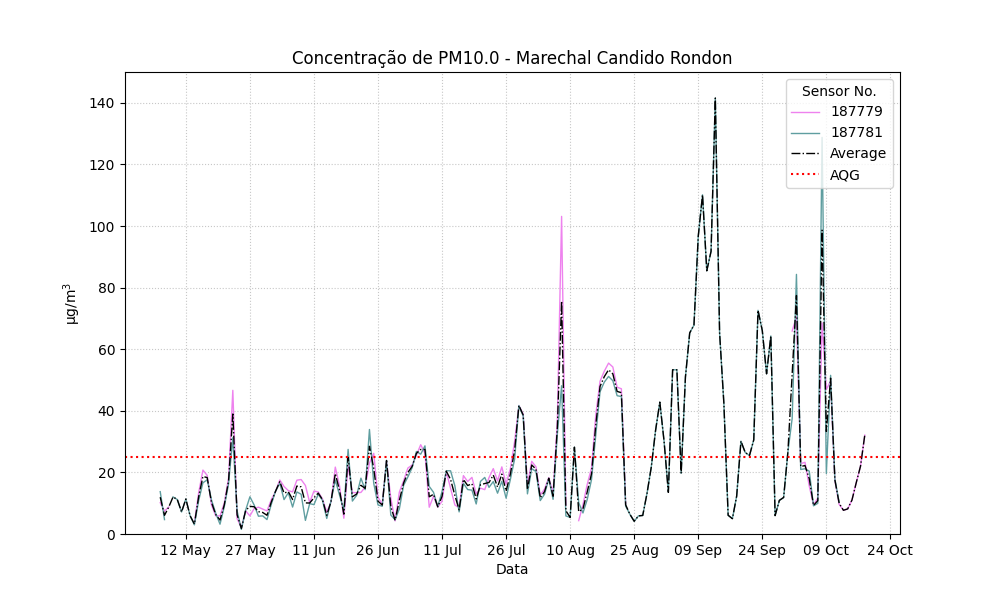 Concentração de PM10.0 - Marechal Candido Rondon
Sensor No.
187779
187781
Average
AQG
140
120
100
80
60
40
20
0
µg/m³
12 May 27 May 11 Jun 26 Jun 11 Jul 26 Jul 10 Aug 25 Aug 09 Sep 24 Sep 09 Oct 24 Oct
Data